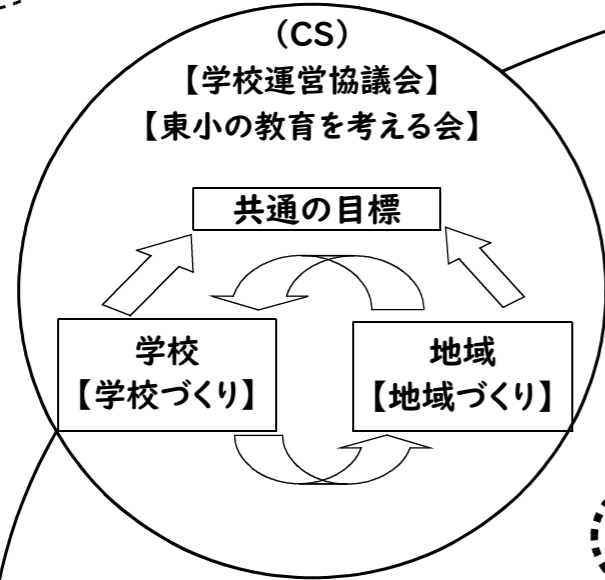 (CS)
【学校運営協議会】
【東小の教育を考える会】
共通の目標
学校
【学校づくり】
地域
【地域づくり】